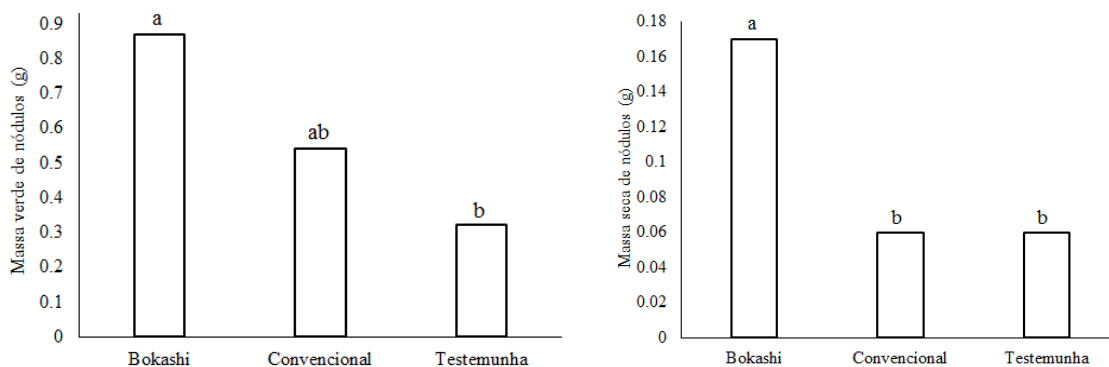 Massa verde de nódulos (g)
0.9
0.8
0.7
0.6
0.5
0.4
0.3
0.2
0.1
0
a
ab
b
Bokashi Convencional Testemunha
Massa seca de nódulos (g)
0.18
0.16
0.14
0.12
0.1
0.08
0.06
0.04
0.02
0
a
b b
Bokashi Convencional Testemunha